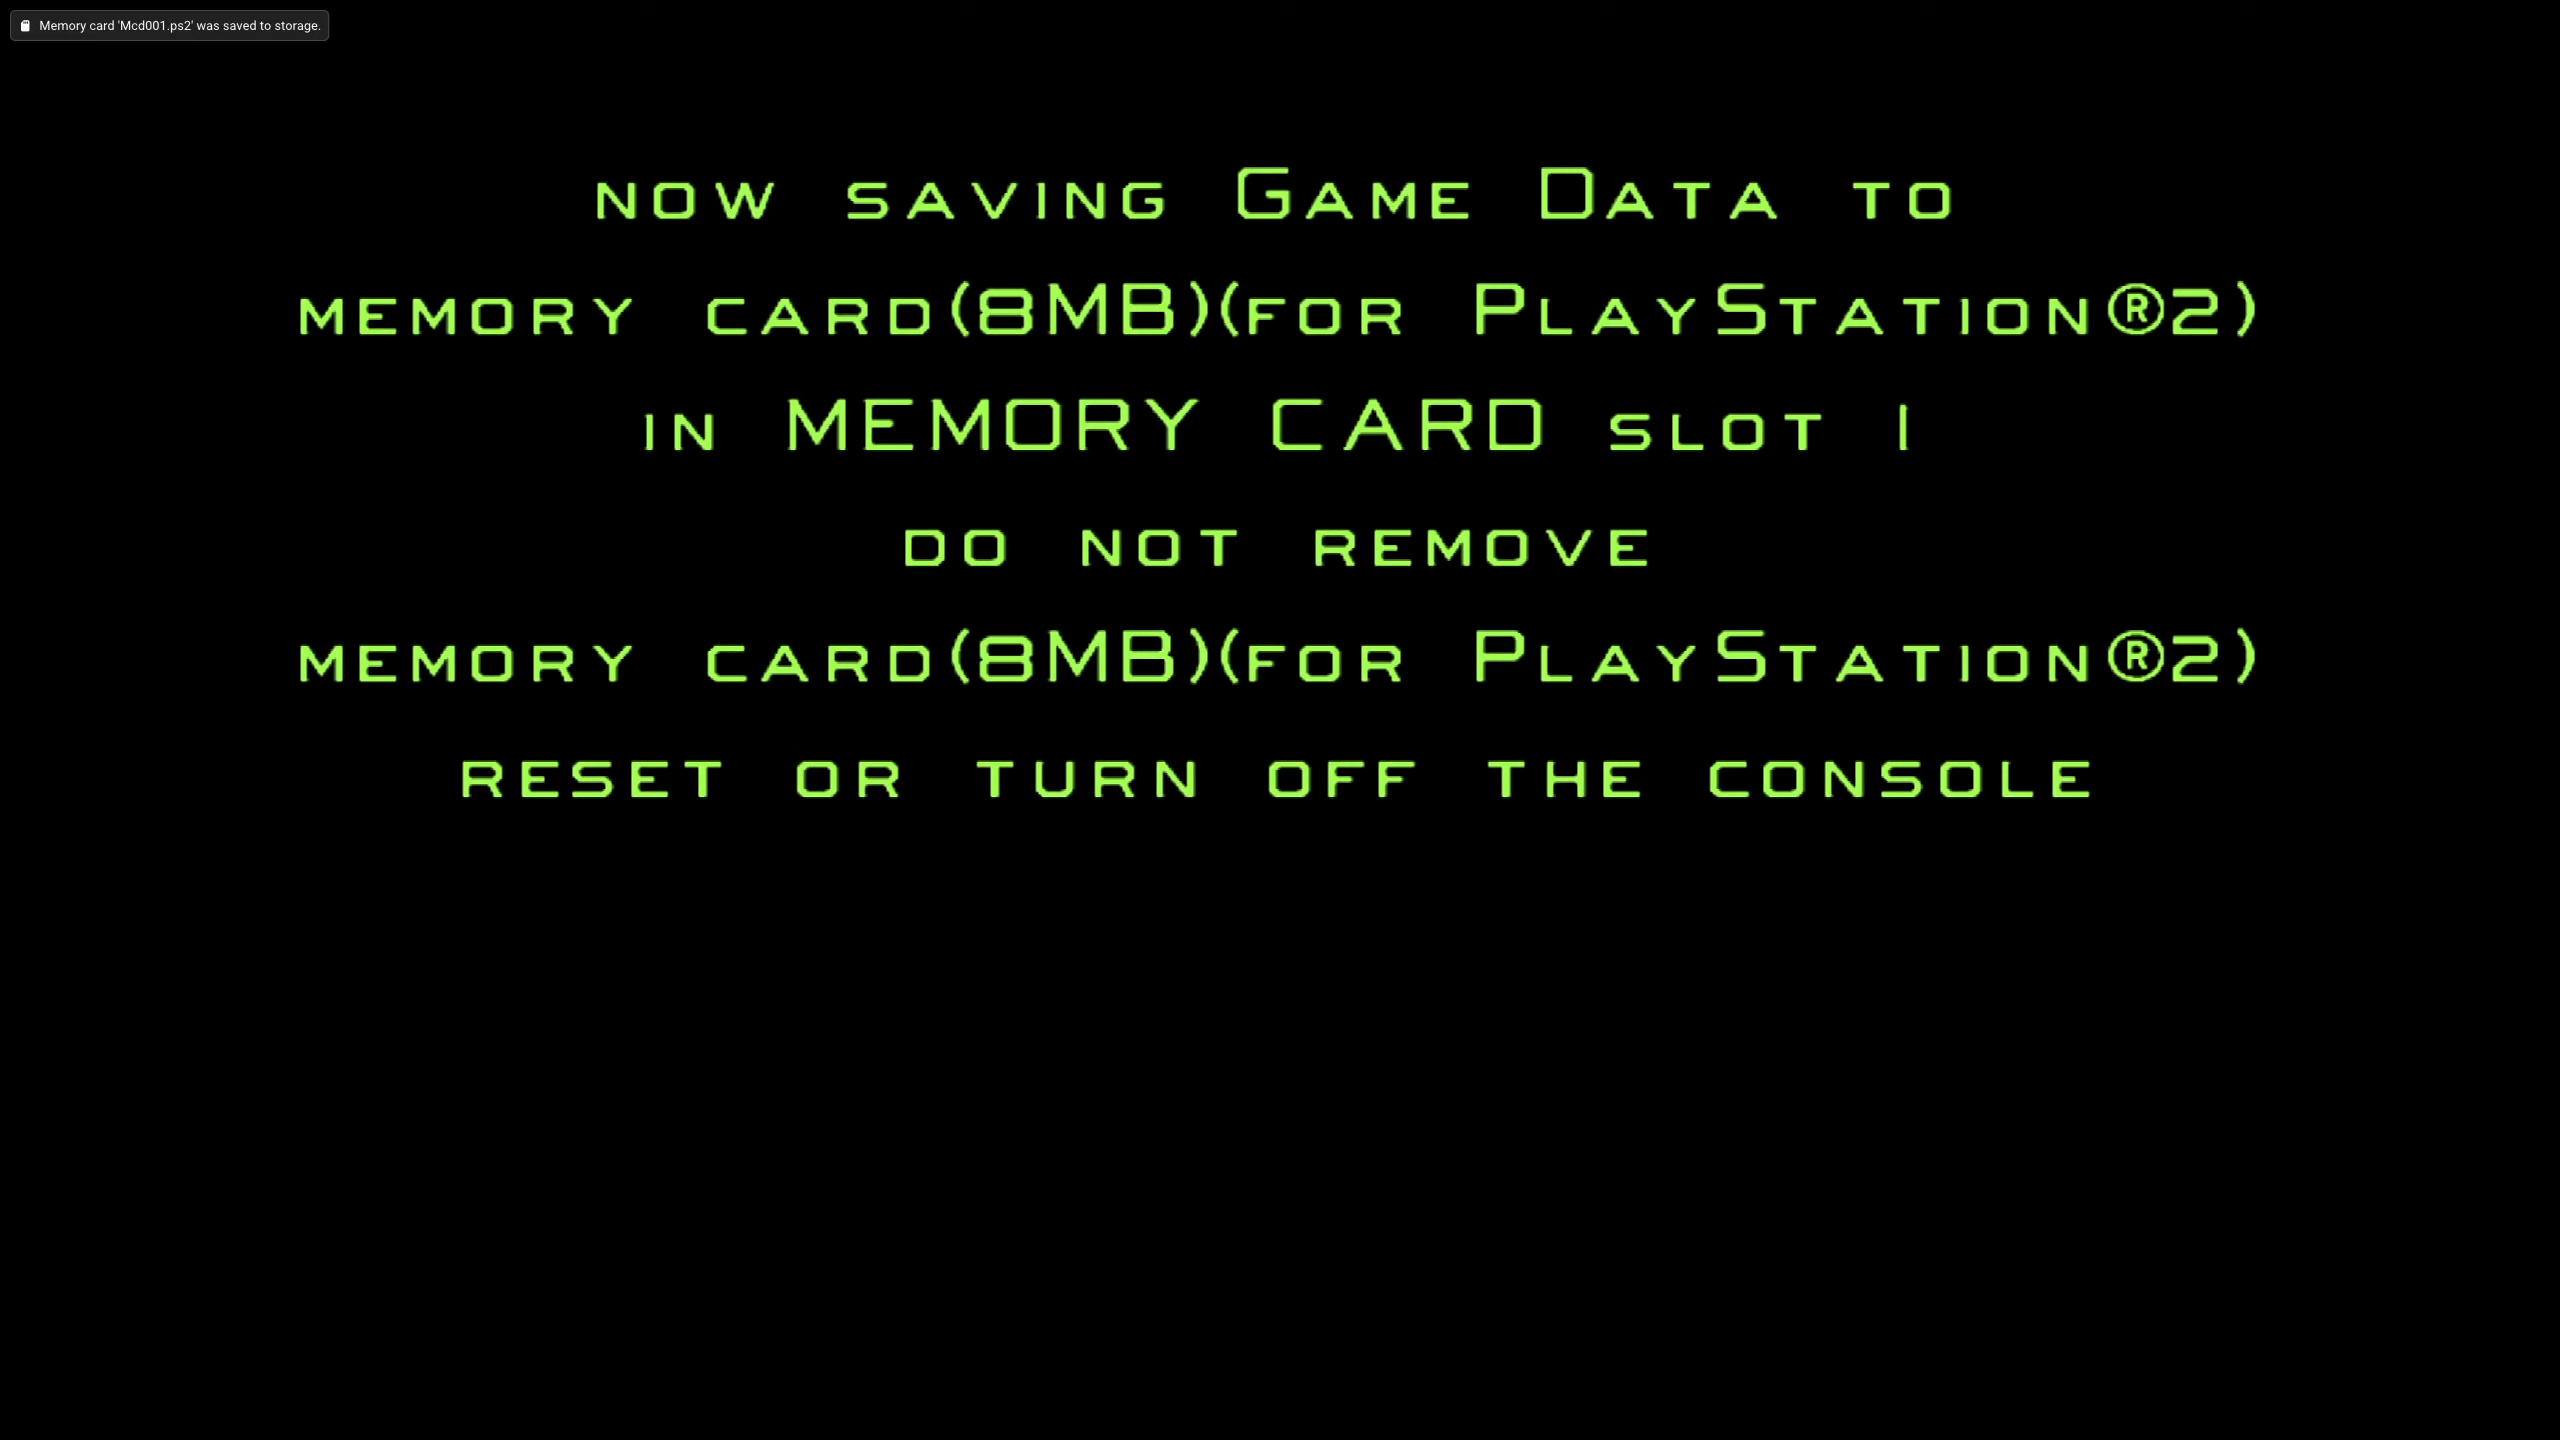 Memory card 'Mcd001.ps2' was saved to storage.
now saving Game Data to
memory card(8MB)(for PlayStation®2)
in MEMORY CARD slot 1
do not remove
memory card(8MB)(for PlayStation®2)
reset or turn off the console